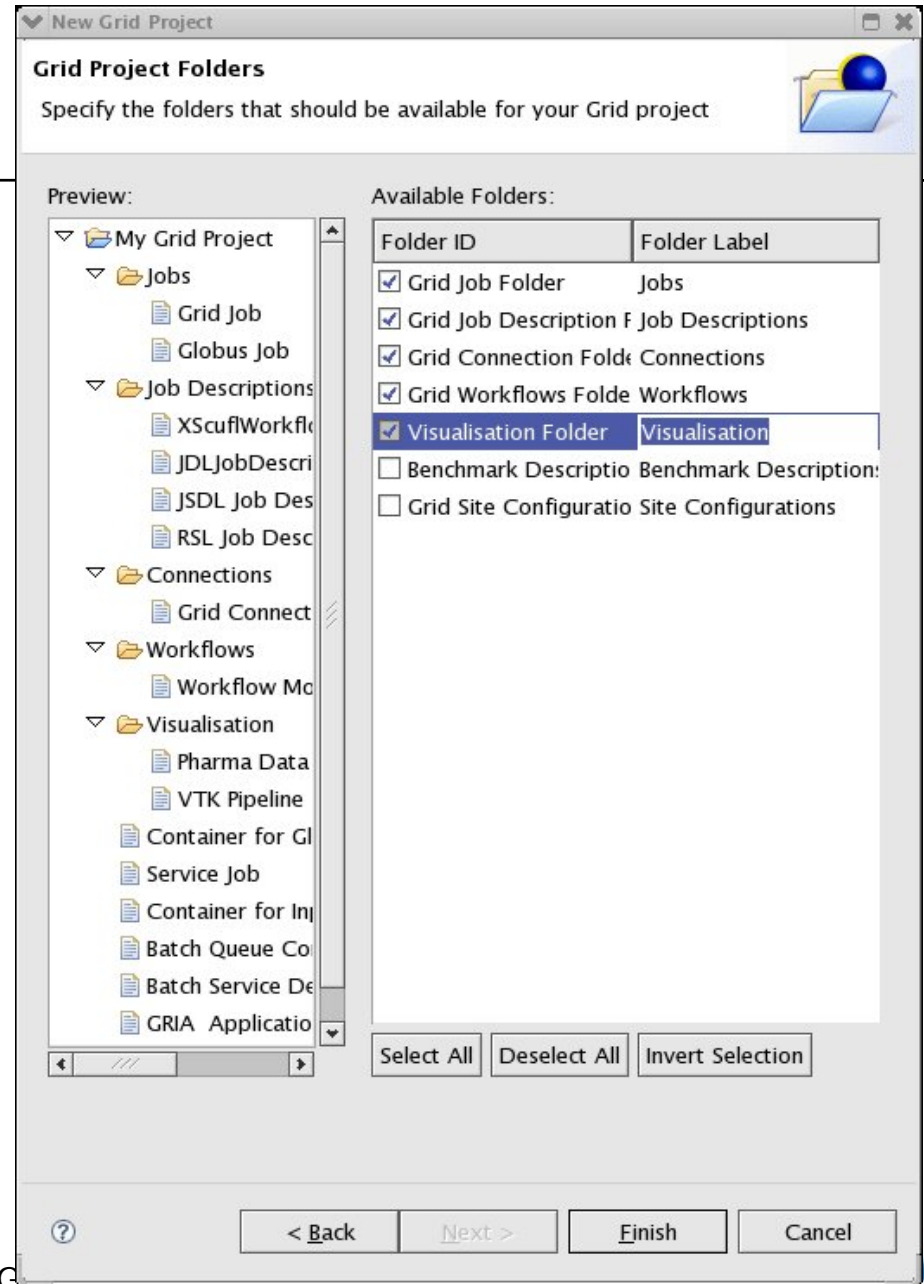 New Grid Project
Grid Project Folders
Specify the folders that should be available for your Grid project
Preview:
My Grid Project
Jobs
Grid Job
Globus Job
Job Descriptions
XScuflWorkflo
JDLJobDescri
JSDL Job Des
RSL Job Desc
Connections
Grid Connect
Workflows
Workflow Mo
Visualisation
Pharma Data
VTK Pipeline
Container for Gl
Service Job
Container for Inp
Batch Queue Co
Batch Service De
GRIA Applicatio
Available Folders:
Folder ID Folder Label
Grid Job Folder Jobs
Grid Job Description F Job Descriptions
Grid Connection Folde Connections
Grid Workflows Folde Workflows
Visualisation Folder Visualisation
Benchmark Descriptio Benchmark Descriptions
Grid Site Configuratio Site Configurations
Select All Deselect All Invert Selection
< Back Next > Finish Cancel
G